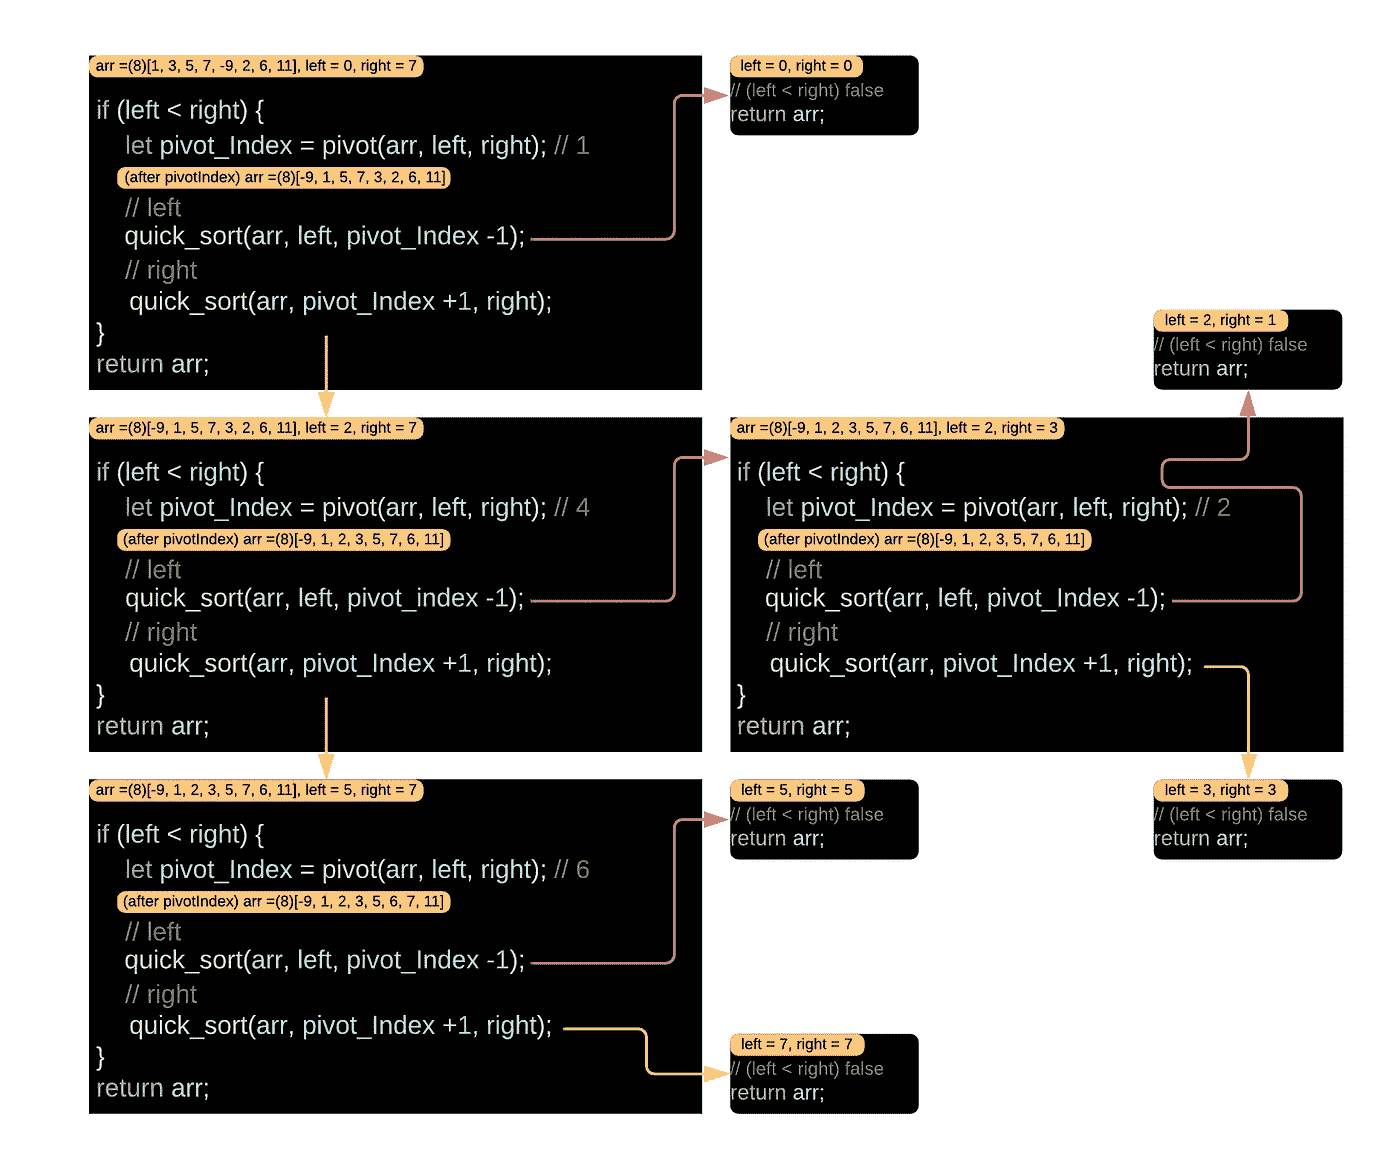 arr =(8)[1, 3, 5, 7, -9, 2, 6, 11], left = 0, right = 7
if (left < right) {
let pivot_Index = pivot(arr, left, right); // 1
(after pivotIndex) arr =(8)[-9, 1, 5, 7, 3, 2, 6, 11]
// left
quick_sort(arr, left, pivot_Index -1);
// right
quick_sort(arr, pivot_Index +1, right);
}
return arr;
left = 0, right = 0
// (left < right) false
return arr;
left = 2, right = 1
// (left < right) false
return arr;
arr =(8)[-9, 1, 5, 7, 3, 2, 6, 11], left = 2, right = 7
if (left < right) {
let pivot_Index = pivot(arr, left, right); // 4
(after pivotIndex) arr =(8)[-9, 1, 2, 3, 5, 7, 6, 11]
// left
quick_sort(arr, left, pivot_index -1);
// right
quick_sort(arr, pivot_Index +1, right);
}
return arr;
arr =(8)[-9, 1, 2, 3, 5, 7, 6, 11], left = 2, right = 3
if (left < right) {
let pivot_Index = pivot(arr, left, right); // 2
(after pivotIndex) arr =(8)[-9, 1, 2, 3, 5, 7, 6, 11]
// left
quick_sort(arr, left, pivot_Index -1);
// right
quick_sort(arr, pivot_Index +1, right);
}
return arr;
arr =(8)[-9, 1, 2, 3, 5, 7, 6, 11], left = 5, right = 7
if (left < right) {
let pivot_Index = pivot(arr, left, right); // 6
(after pivotIndex) arr =(8)[-9, 1, 2, 3, 5, 6, 7, 11]
// left
quick_sort(arr, left, pivot_Index -1);
// right
quick_sort(arr, pivot_Index +1, right);
}
return arr;
left = 5, right = 5
// (left < right) false
return arr;
left = 3, right = 3
// (left < right) false
return arr;
left = 7, right = 7
// (left < right) false
return arr;